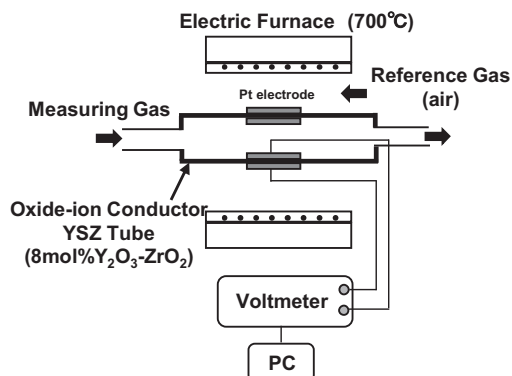 Electric Furnace (700℃)
Reference Gas
(air)
Pt electrode
Measuring Gas
Oxide-ion Conductor
YSZ Tube
(8mol%Y₂O₃-ZrO₂)
Voltmeter
PC